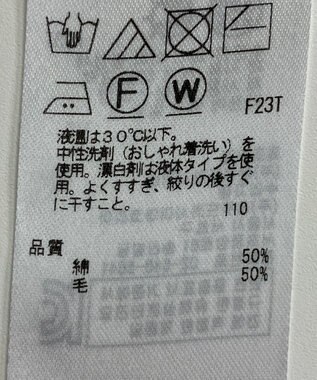 F W F23T
液温は30℃以下。
中性洗剤（おしゃれ着洗い）を
使用。漂白剤は液体タイプを使
用。よくすすぎ、絞りの後すぐ
に干すこと。
110
品質
綿 50%
毛 50%